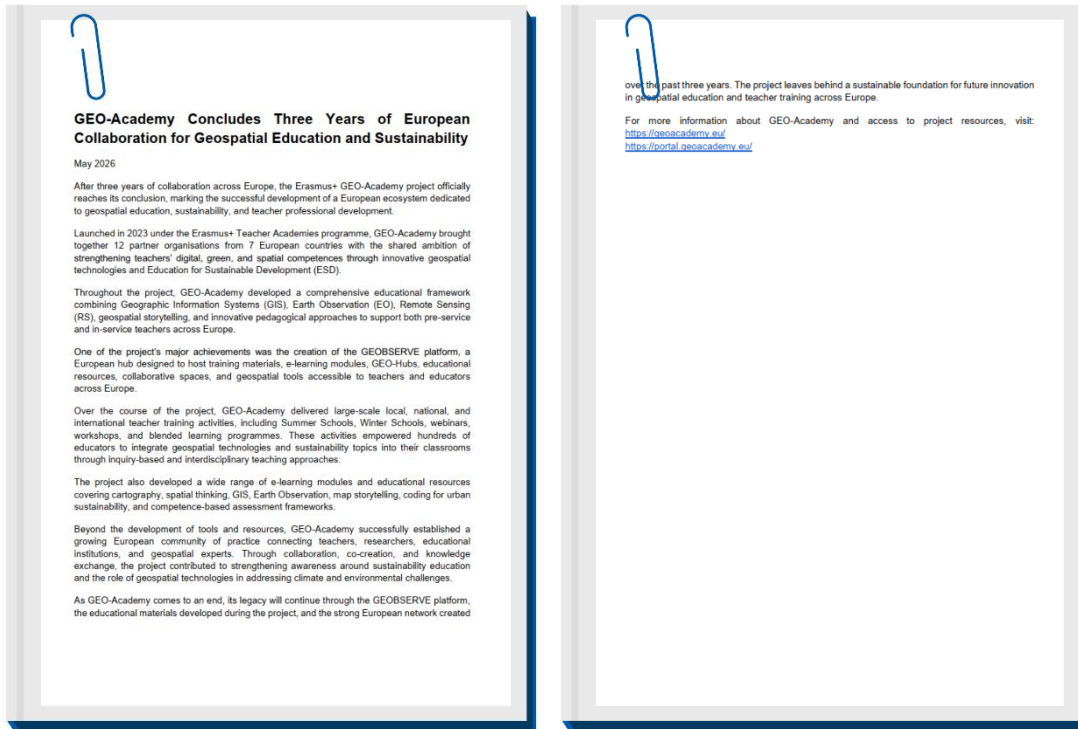 GEO-Academy Concludes Three Years of European
Collaboration for Geospatial Education and Sustainability
May 2026
After three years of collaboration across Europe, the Erasmus+ GEO-Academy project officially
reaches its conclusion, marking the successful development of a European ecosystem dedicated
to geospatial education, sustainability, and teacher professional development.
Launched in 2023 under the Erasmus+ Teacher Academies programme, GEO-Academy brought
together 12 partner organisations from 7 European countries with the shared ambition of
strengthening teachers' digital, green, and spatial competences through innovative geospatial
technologies and Education for Sustainable Development (ESD).
Throughout the project, GEO-Academy developed a comprehensive educational framework
combining Geographic Information Systems (GIS), Earth Observation (EO), Remote Sensing
(RS), geospatial storytelling, and innovative pedagogical approaches to support both pre-service
and in-service teachers across Europe.
One of the project's major achievements was the creation of the GEOBSERVE platform, a
European hub designed to host training materials, e-learning modules, GEO-Hubs, educational
resources, collaborative spaces, and geospatial tools accessible to teachers and educators
across Europe.
Over the course of the project, GEO-Academy delivered large-scale local, national, and
international teacher training activities, including Summer Schools, Winter Schools, webinars,
workshops, and blended learning programmes. These activities empowered hundreds of
educators to integrate geospatial technologies and sustainability topics into their classrooms
through inquiry-based and interdisciplinary teaching approaches.
The project also developed a wide range of e-learning modules and educational resources
covering cartography, spatial thinking, GIS, Earth Observation, map storytelling, coding for urban
sustainability, and competence-based assessment frameworks.
Beyond the development of tools and resources, GEO-Academy successfully established a
growing European community of practice connecting teachers, researchers, educational
institutions, and geospatial experts. Through collaboration, co-creation, and knowledge
exchange, the project contributed to strengthening awareness around sustainability education
and the role of geospatial technologies in addressing climate and environmental challenges.
As GEO-Academy comes to an end, its legacy will continue through the GEOBSERVE platform,
the educational materials developed during the project, and the strong European network created
over the past three years. The project leaves behind a sustainable foundation for future innovation
in geospatial education and teacher training across Europe.
For more information about GEO-Academy and access to project resources, visit:
https://geoacademy.eu/
https://portal.geoacademy.eu/